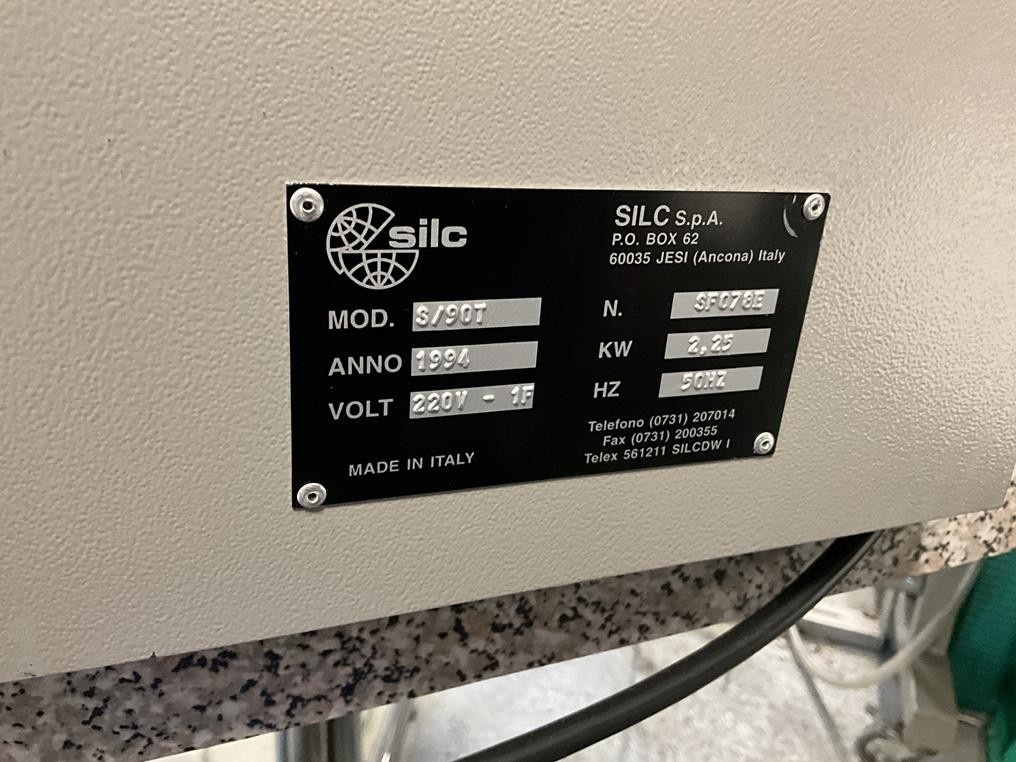 silc
SILC S.p.A.
P.O. BOX 62
60035 JESI (Ancona) Italy
MOD. S/90T
N. SF078E
ANNO 1994
KW 2,25
VOLT 220V - 1F
HZ 50HZ
Telefono (0731) 207014
Fax (0731) 200355
Telex 561211 SILCDW I
MADE IN ITALY